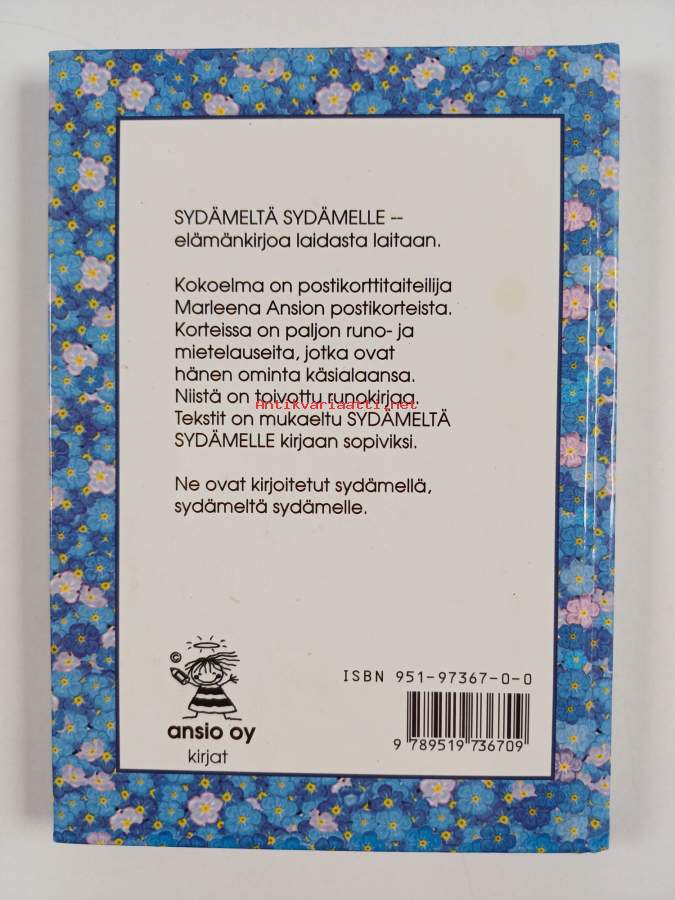 SYDÄMELTÄ SYDÄMELLE --
elämänkirjoa laidasta laitaan.
Kokoelma on postikorttitaiteilija
Marleena Ansion postikorteista.
Korteissa on paljon runo- ja
mietelauseita, jotka ovat
hänen ominta käsialaansa.
Niistä on toivottu runokirjaa.
Antikvariaatti.net
Tekstit on mukaeltu SYDÄMELTÄ
SYDÄMELLE kirjaan sopiviksi.
Ne ovat kirjoitetut sydämellä,
sydämeltä sydämelle.
©
ansio oy
kirjat
ISBN 951-97367-0-0
9 789519 736709